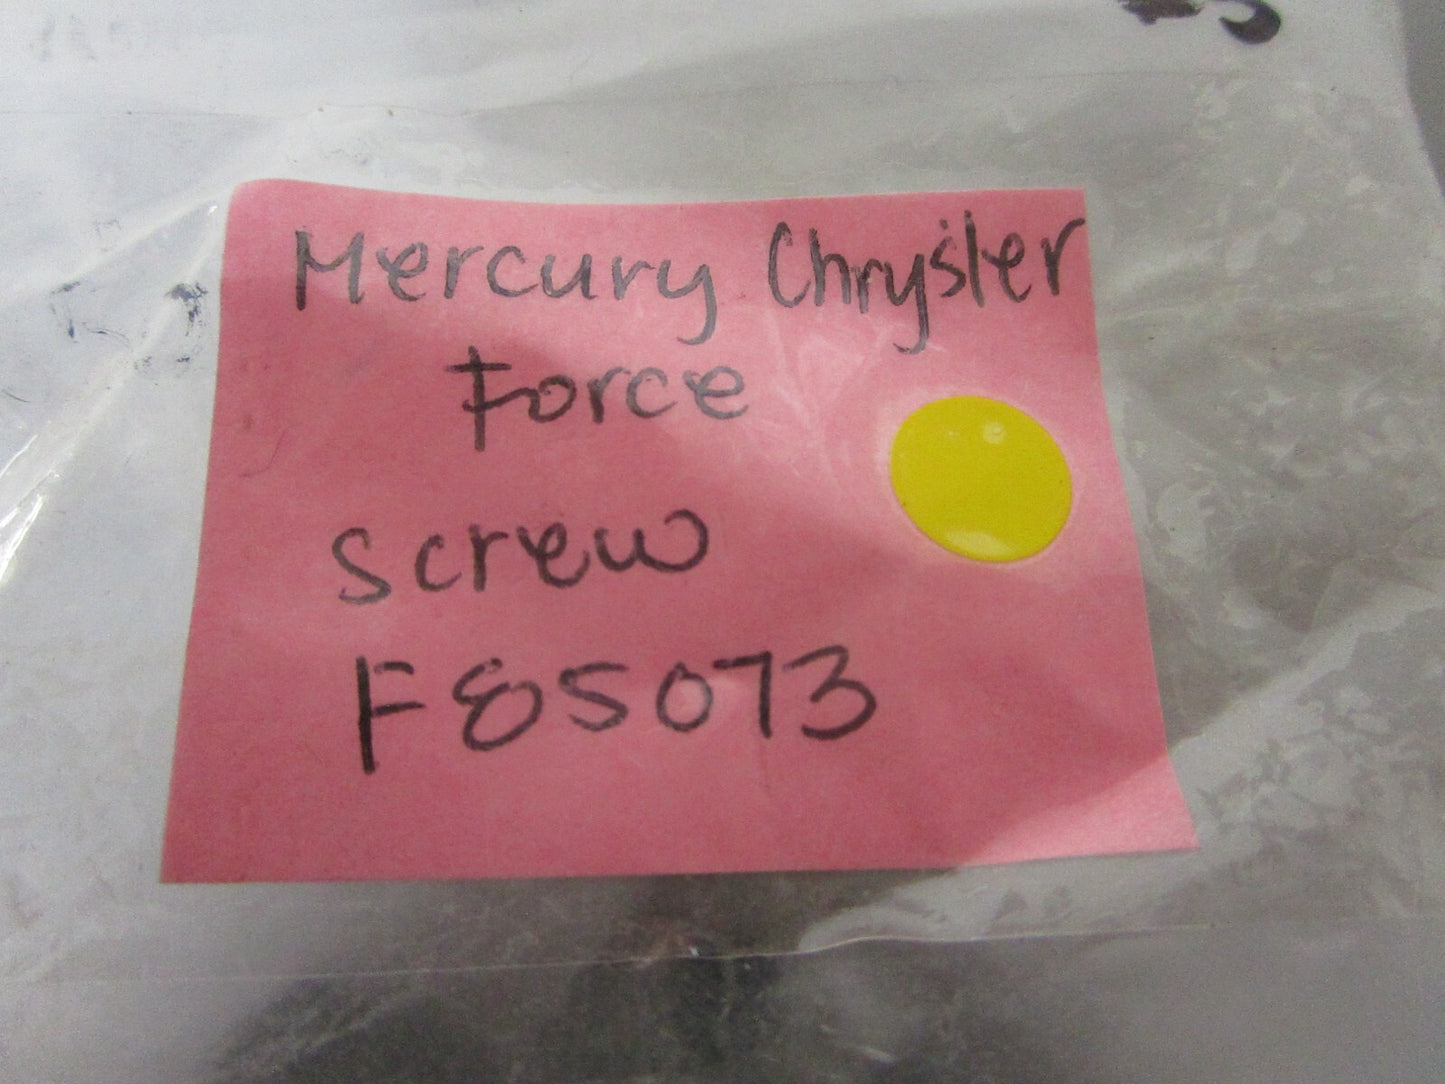 Mercury Chrysler
Force
screw
F85073